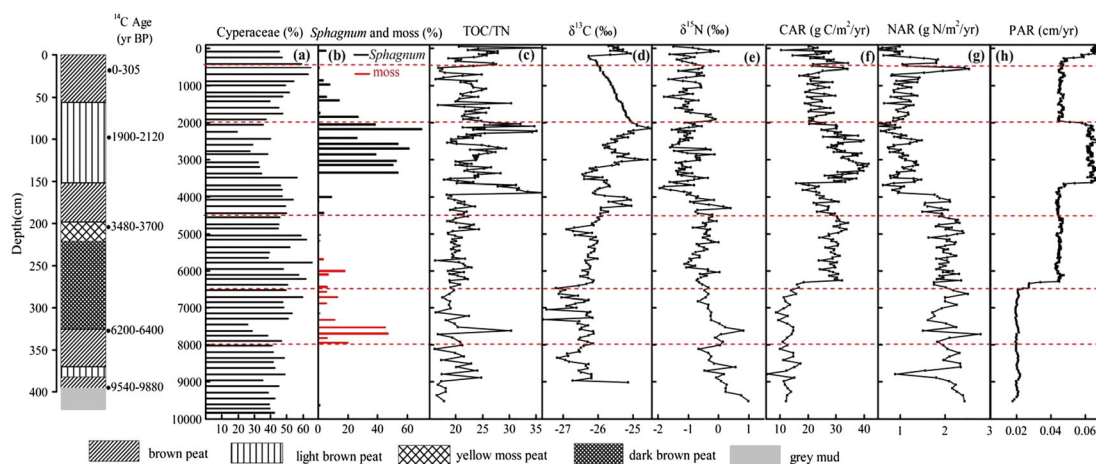 ¹⁴C Age
(yr BP)
Cyperaceae (%)
Sphagnum and moss (%)
TOC/TN
δ¹³C (‰)
δ¹⁵N (‰)
CAR (g C/m²/yr)
NAR (g N/m²/yr)
PAR (cm/yr)
(a)
(b)
Sphagnum
moss
(c)
(d)
(e)
(f)
(g)
(h)
Depth(cm)
0
50
100
150
200
250
300
350
400
0-305
1900-2120
3480-3700
6200-6400
9540-9880
0
1000
2000
3000
4000
5000
6000
7000
8000
9000
10000
10 20 30 40 50 60
0 20 40 60
20 25 30 35
-27 -26 -25
-2 -1 0 1
0 10 20 30 40
1 2 3
0.02 0.04 0.06
brown peat
light brown peat
yellow moss peat
dark brown peat
grey mud